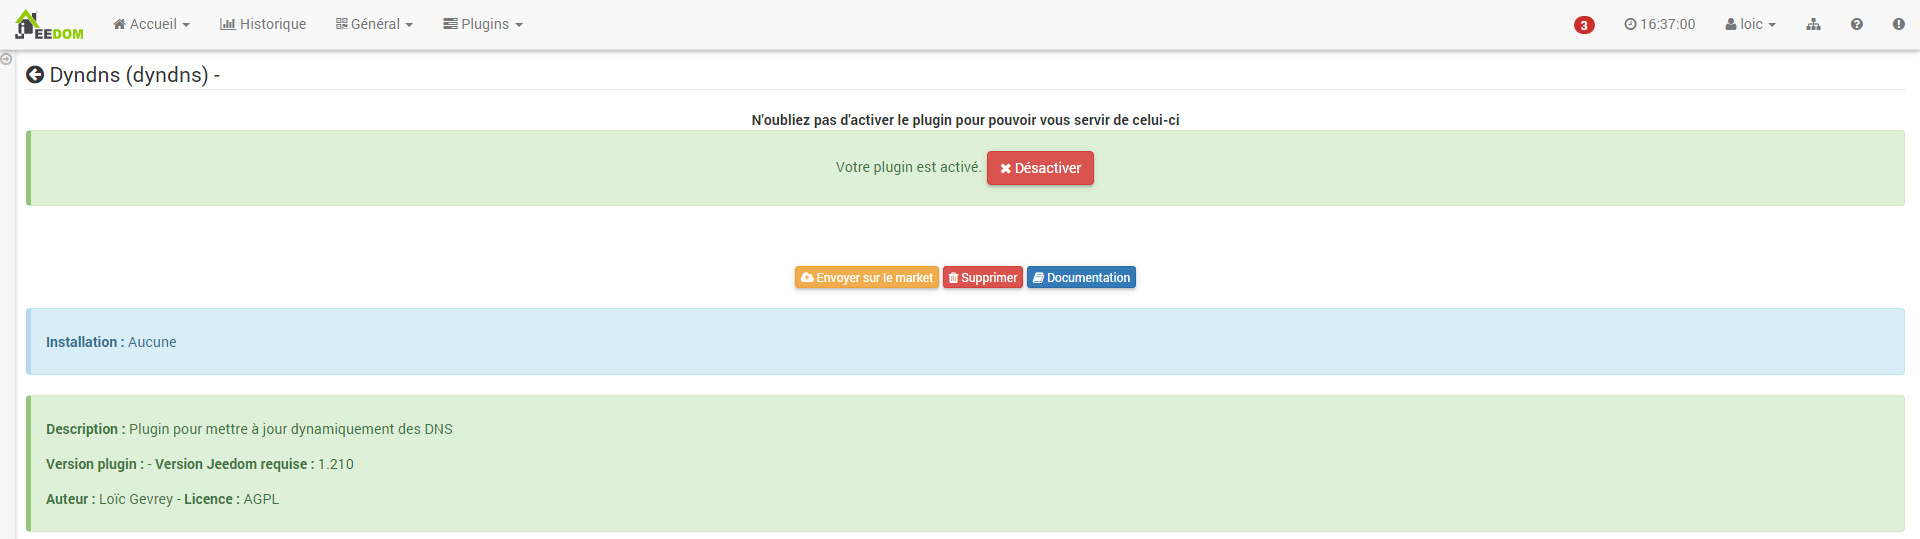 jEEDOM Accueil Historique Général Plugins 3 16:37:00 loic
Dyndns (dyndns) -
N'oubliez pas d'activer le plugin pour pouvoir vous servir de celui-ci
Votre plugin est activé. Désactiver
Envoyer sur le market Supprimer Documentation
Installation : Aucune
Description : Plugin pour mettre à jour dynamiquement des DNS
Version plugin : - Version Jeedom requise : 1.210
Auteur : Loïc Gevrey - Licence : AGPL